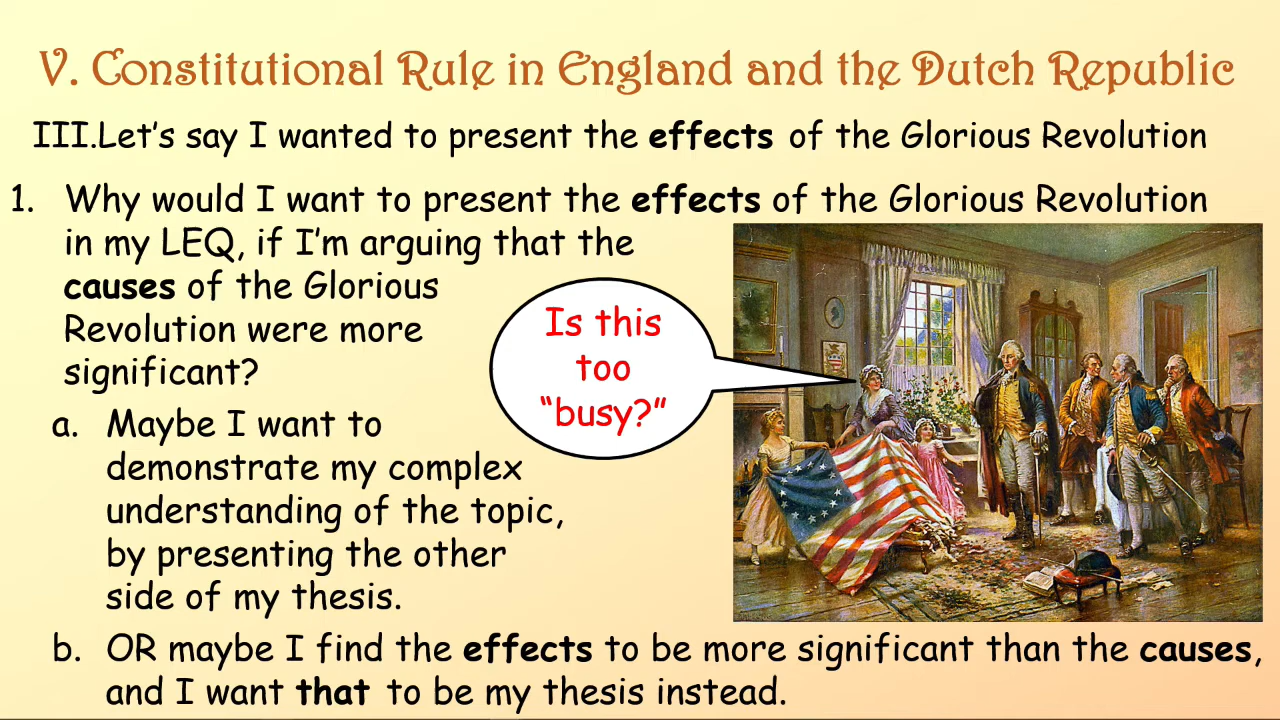 V. Constitutional Rule in England and the Dutch Republic
III.Let's say I wanted to present the effects of the Glorious Revolution
1. Why would I want to present the effects of the Glorious Revolution
in my LEQ, if I'm arguing that the
causes of the Glorious
Revolution were more
significant?
Is this
too
"busy?"
a. Maybe I want to
demonstrate my complex
understanding of the topic,
by presenting the other
side of my thesis.
b. OR maybe I find the effects to be more significant than the causes,
and I want that to be my thesis instead.